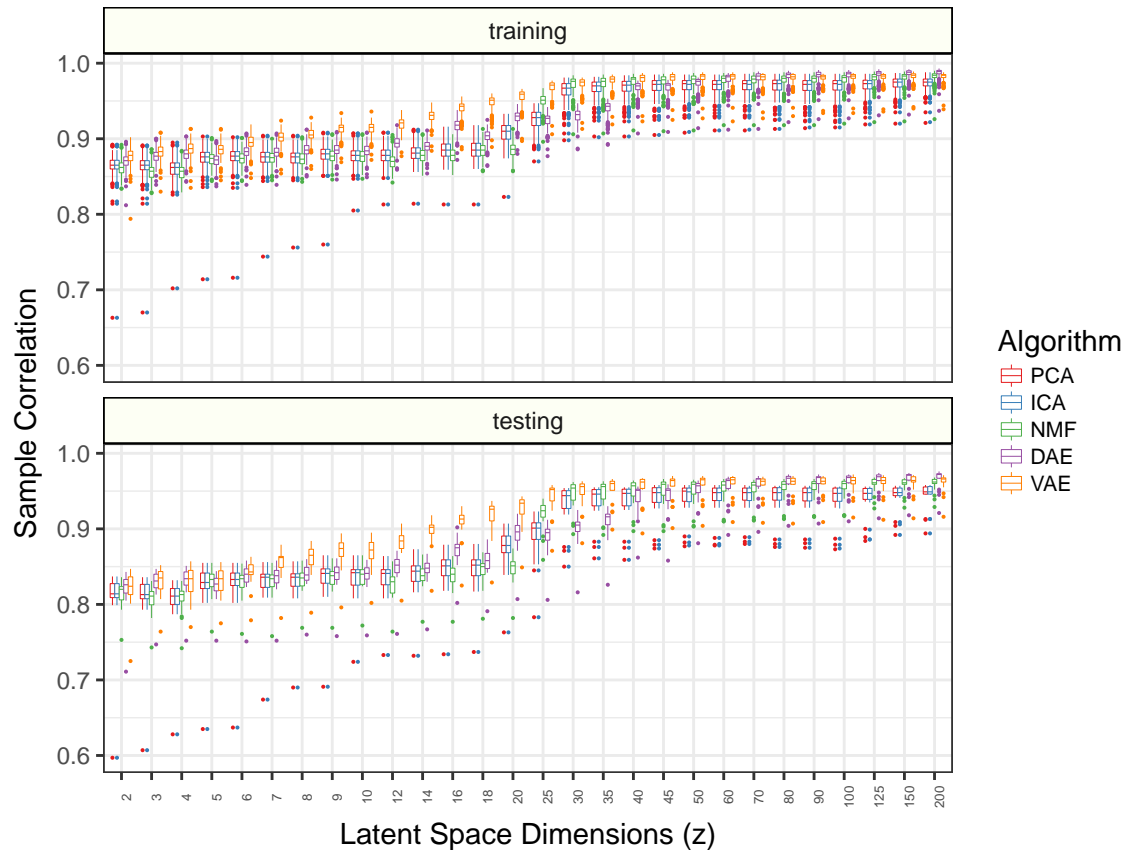 training
1.0
0.9
0.8
0.7
0.6
testing
1.0
0.9
0.8
0.7
0.6
Sample Correlation
2 3 4 5 6 7 8 9 10 12 14 16 18 20 25 30 35 40 45 50 60 70 80 90 100 125 150 200
Latent Space Dimensions (z)
Algorithm
PCA
ICA
NMF
DAE
VAE